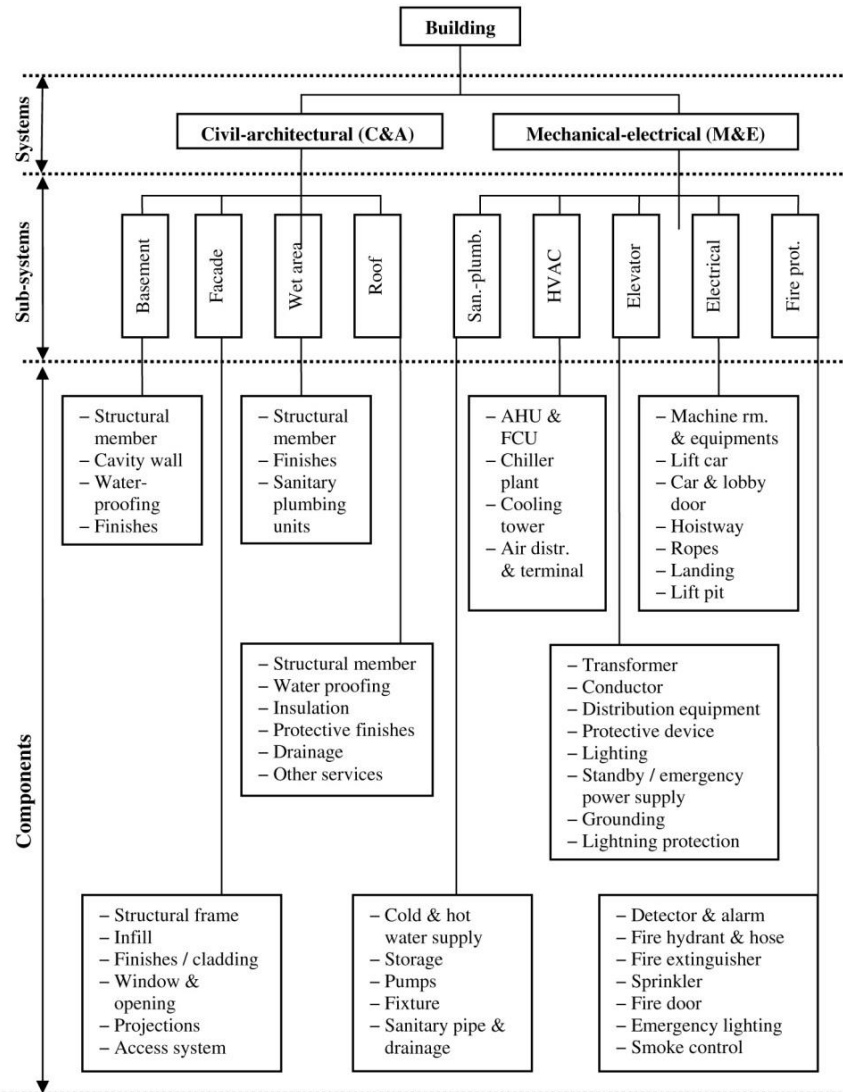 Building
Systems
Civil-architectural (C&A)
Mechanical-electrical (M&E)
Sub-systems
Basement
Facade
Wet area
Roof
San.-plumb.
HVAC
Elevator
Electrical
Fire prot.
Components
– Structural
member
– Cavity wall
– Water-
proofing
– Finishes
– Structural
member
– Finishes
– Sanitary
plumbing
units
– AHU &
FCU
– Chiller
plant
– Cooling
tower
– Air distr.
& terminal
– Machine rm.
& equipments
– Lift car
– Car & lobby
door
– Hoistway
– Ropes
– Landing
– Lift pit
– Structural member
– Water proofing
– Insulation
– Protective finishes
– Drainage
– Other services
– Transformer
– Conductor
– Distribution equipment
– Protective device
– Lighting
– Standby / emergency
power supply
– Grounding
– Lightning protection
– Structural frame
– Infill
– Finishes / cladding
– Window &
opening
– Projections
– Access system
– Cold & hot
water supply
– Storage
– Pumps
– Fixture
– Sanitary pipe &
drainage
– Detector & alarm
– Fire hydrant & hose
– Fire extinguisher
– Sprinkler
– Fire door
– Emergency lighting
– Smoke control